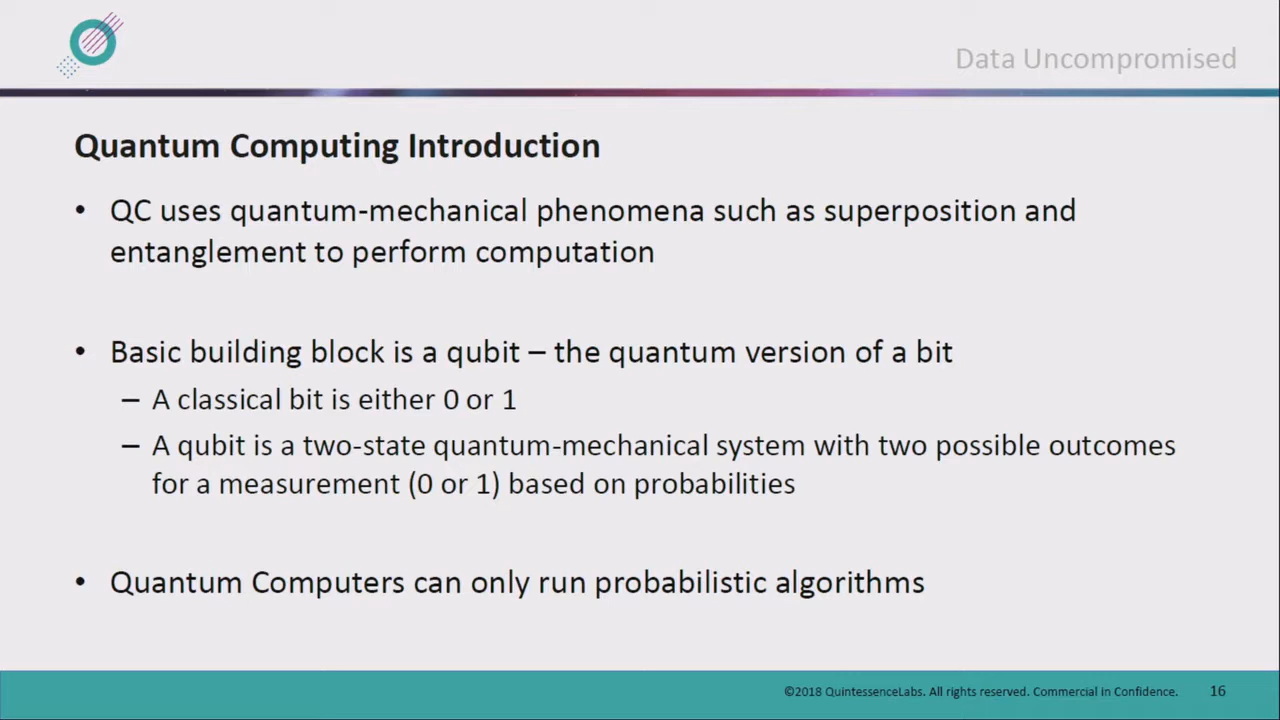 Data Uncompromised
Quantum Computing Introduction
• QC uses quantum-mechanical phenomena such as superposition and
entanglement to perform computation
• Basic building block is a qubit – the quantum version of a bit
– A classical bit is either 0 or 1
– A qubit is a two-state quantum-mechanical system with two possible outcomes
for a measurement (0 or 1) based on probabilities
• Quantum Computers can only run probabilistic algorithms
©2018 QuintessenceLabs. All rights reserved. Commercial in Confidence. 16